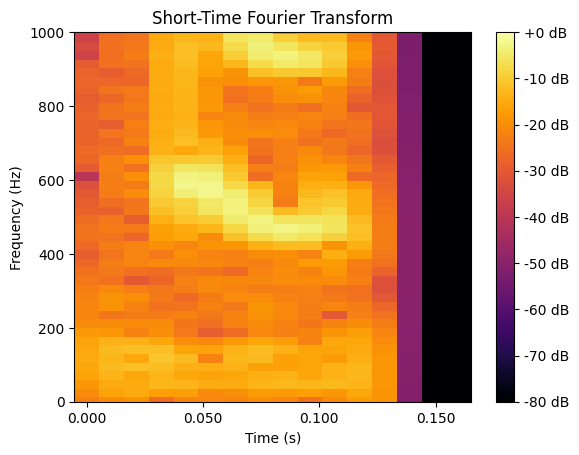 Short-Time Fourier Transform
1000
800
600
400
200
0
Frequency (Hz)
0.000
0.050
0.100
0.150
Time (s)
+0 dB
-10 dB
-20 dB
-30 dB
-40 dB
-50 dB
-60 dB
-70 dB
-80 dB